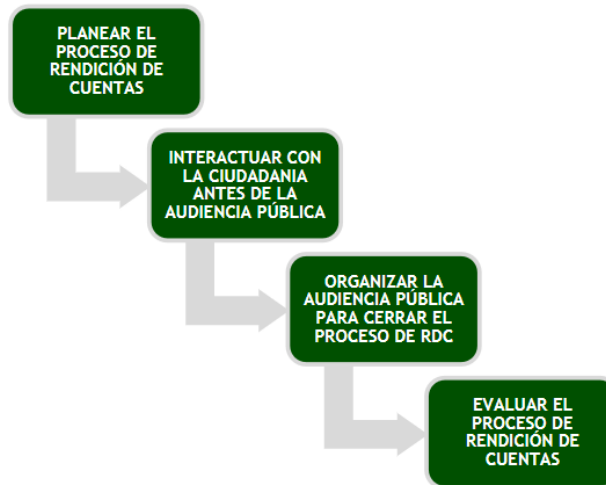 PLANEAR EL
PROCESO DE
RENDICIÓN DE
CUENTAS
INTERACTUAR CON
LA CIUDADANIA
ANTES DE LA
AUDIENCIA PÚBLICA
ORGANIZAR LA
AUDIENCIA PÚBLICA
PARA CERRAR EL
PROCESO DE RDC
EVALUAR EL
PROCESO DE
RENDICIÓN DE
CUENTAS